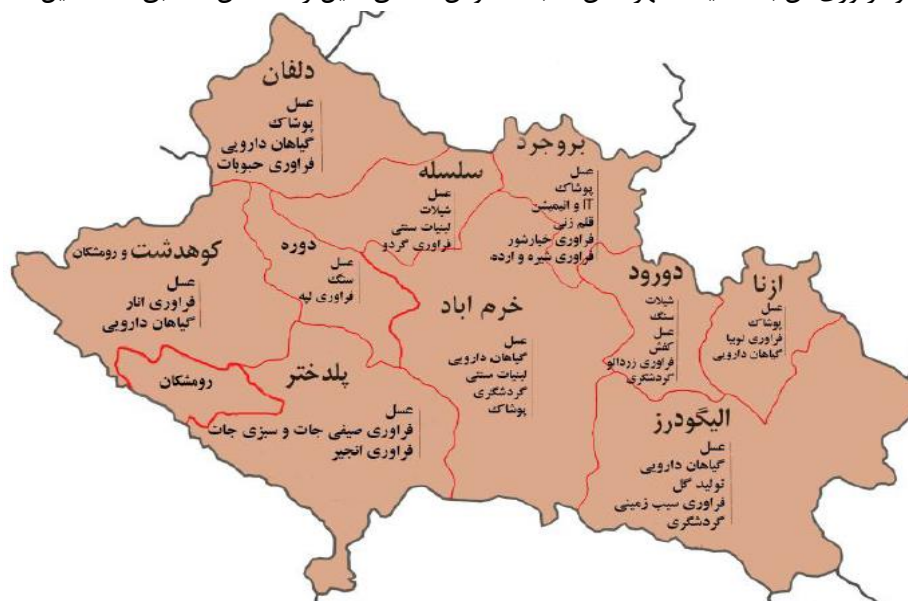 دلفان
عسل
پوشاک
گیاهان دارویی
فراوری حبوبات
بروجرد
عسل
پوشاک
IT و انیمیشن
قلم زنی
فراوری خیارشور
فراوری شیره و ارده
سلسله
عسل
شیلات
لبنیات سنتی
فراوری گردو
کوهدشت و رومشکان
عسل
فراوری انار
گیاهان دارویی
دوره
عسل
سنگ
فراوری لپه
خرم اباد
عسل
گیاهان دارویی
لبنیات سنتی
گردشگری
پوشاک
دورود
شیلات
سنگ
عسل
کفش
فراوری زردالو
گردشگری
ازنا
عسل
پوشاک
فراوری لوبیا
گیاهان دارویی
رومشکان
پلدختر
عسل
فراوری صیفی جات و سبزی جات
فراوری انجیر
الیگودرز
عسل
گیاهان دارویی
تولید گل
فراوری سیب زمینی
گردشگری